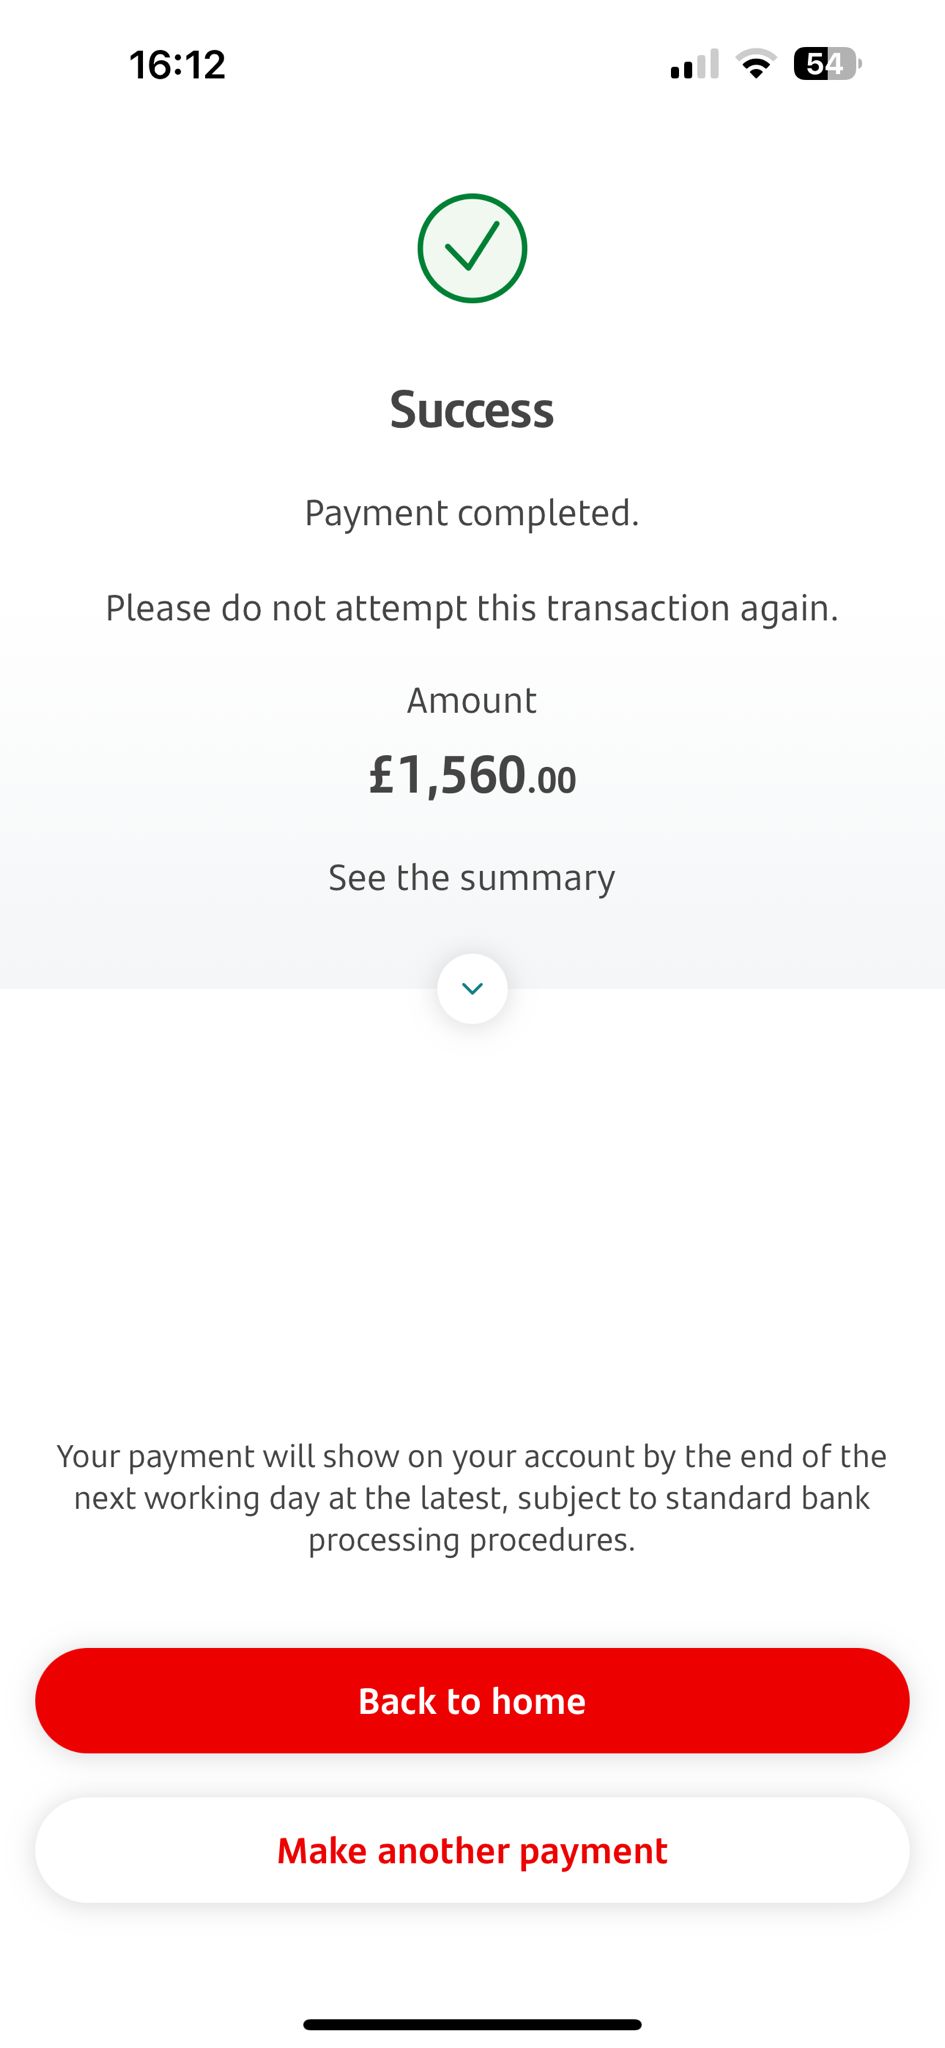 16:12
54
Success
Payment completed.
Please do not attempt this transaction again.
Amount
£1,560.00
See the summary
Your payment will show on your account by the end of the
next working day at the latest, subject to standard bank
processing procedures.
Back to home
Make another payment